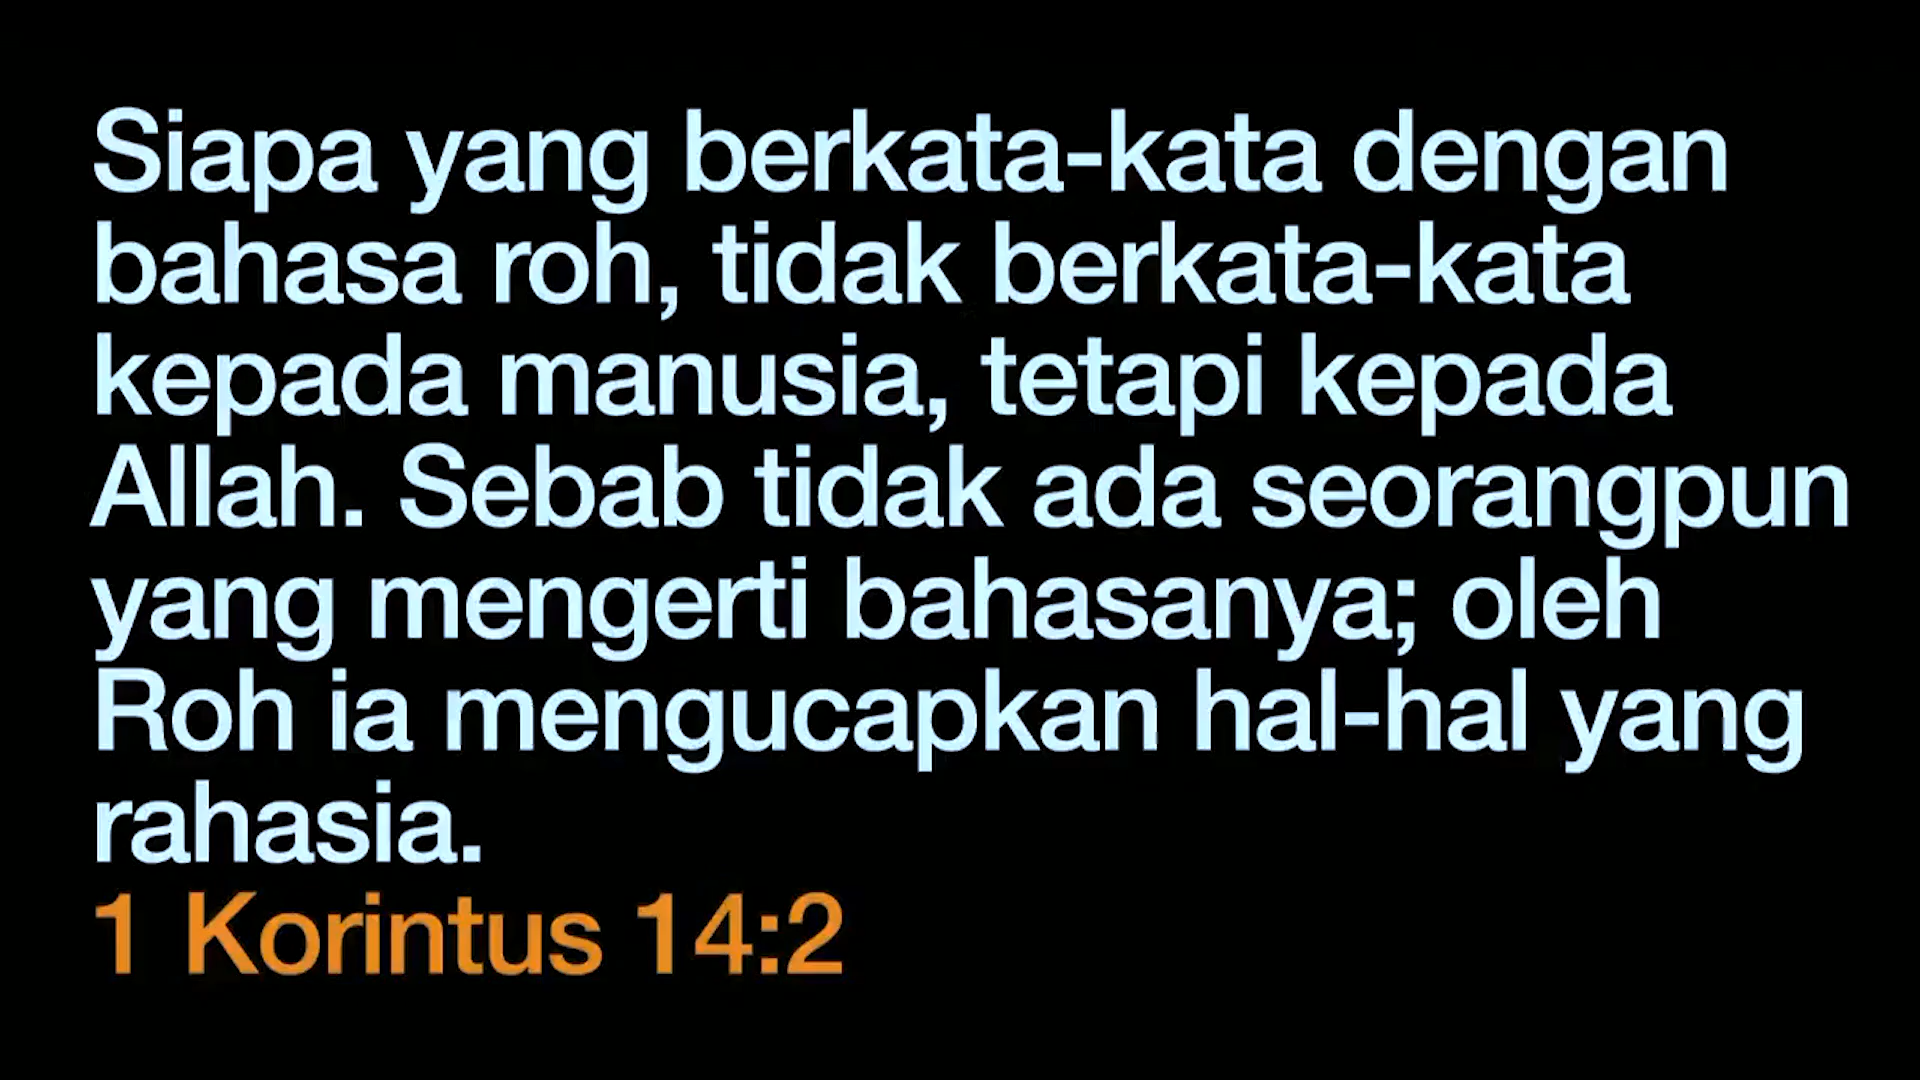 Siapa yang berkata-kata dengan
bahasa roh, tidak berkata-kata
kepada manusia, tetapi kepada
Allah. Sebab tidak ada seorangpun
yang mengerti bahasanya; oleh
Roh ia mengucapkan hal-hal yang
rahasia.
1 Korintus 14:2